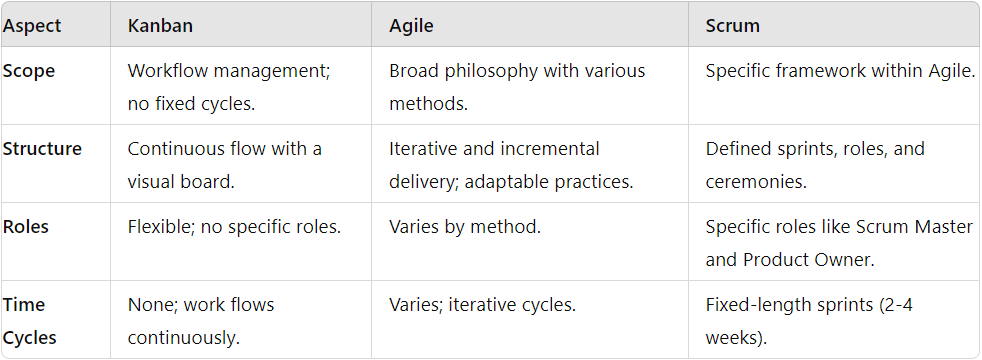 Aspect Kanban Agile Scrum
Scope Workflow management; Broad philosophy with various Specific framework within Agile.
no fixed cycles. methods.
Structure Continuous flow with a Iterative and incremental Defined sprints, roles, and
visual board. delivery; adaptable practices. ceremonies.
Roles Flexible; no specific roles. Varies by method. Specific roles like Scrum Master
and Product Owner.
Time None; work flows Varies; iterative cycles. Fixed-length sprints (2-4
Cycles continuously. weeks).